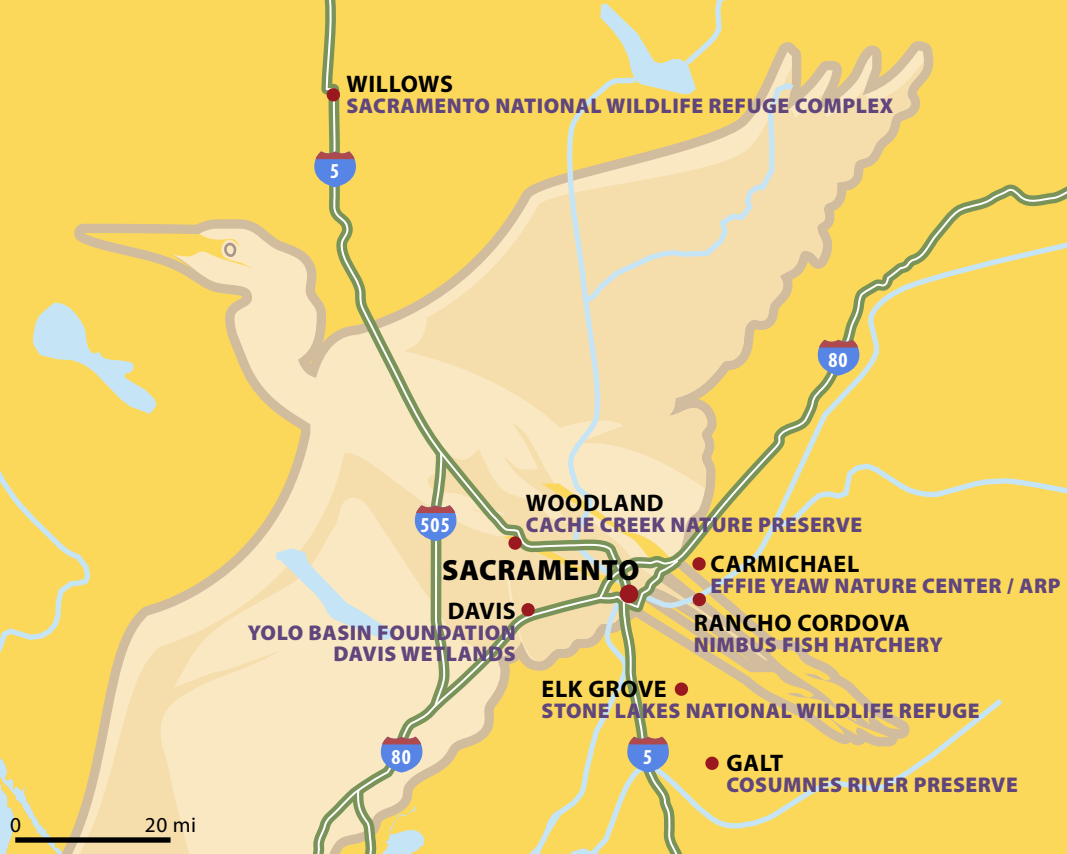 WILLOWS
SACRAMENTO NATIONAL WILDLIFE REFUGE COMPLEX
5
80
WOODLAND
CACHE CREEK NATURE PRESERVE
505
SACRAMENTO
CARMICHAEL
EFFIE YEAW NATURE CENTER / ARP
DAVIS
YOLO BASIN FOUNDATION
DAVIS WETLANDS
RANCHO CORDOVA
NIMBUS FISH HATCHERY
ELK GROVE
STONE LAKES NATIONAL WILDLIFE REFUGE
80
5
GALT
COSUMNES RIVER PRESERVE
0 20 mi